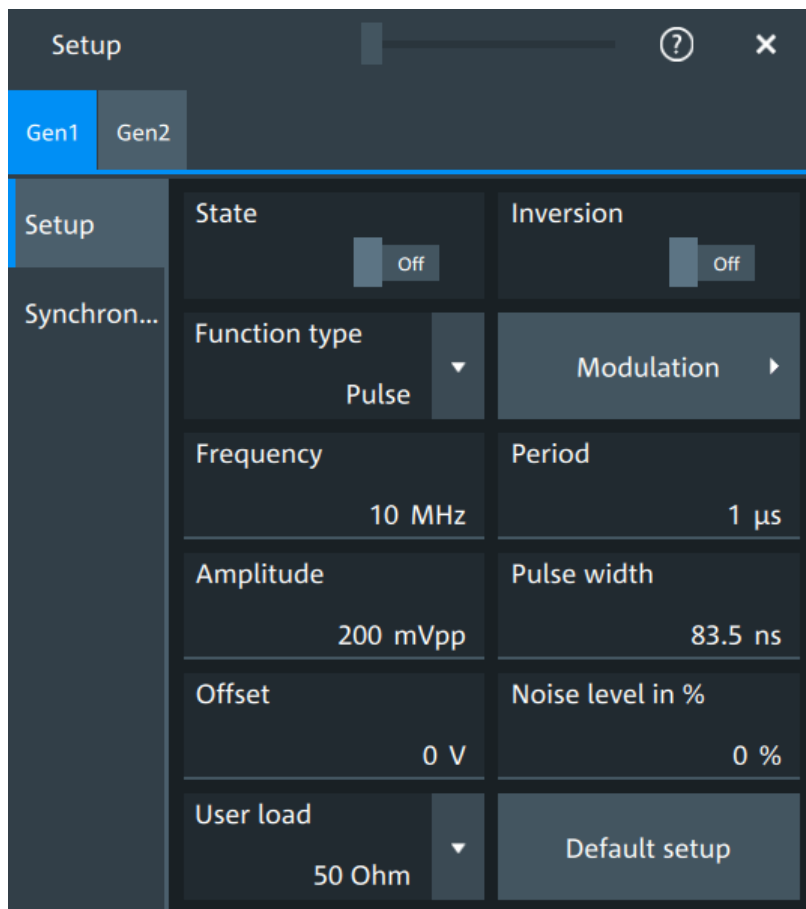 Setup ? ×
Gen1 Gen2
Setup
Synchron...
State
Off
Inversion
Off
Function type
Pulse
Modulation
Frequency
10 MHz
Period
1 µs
Amplitude
200 mVpp
Pulse width
83.5 ns
Offset
0 V
Noise level in %
0 %
User load
50 Ohm
Default setup